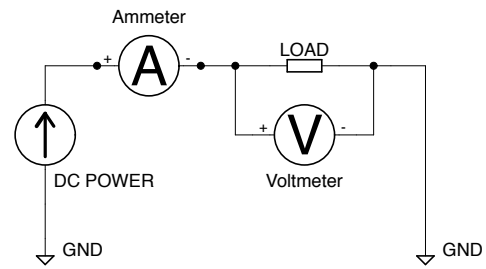 Ammeter
LOAD
+ A -
+ V -
DC POWER
Voltmeter
GND
GND